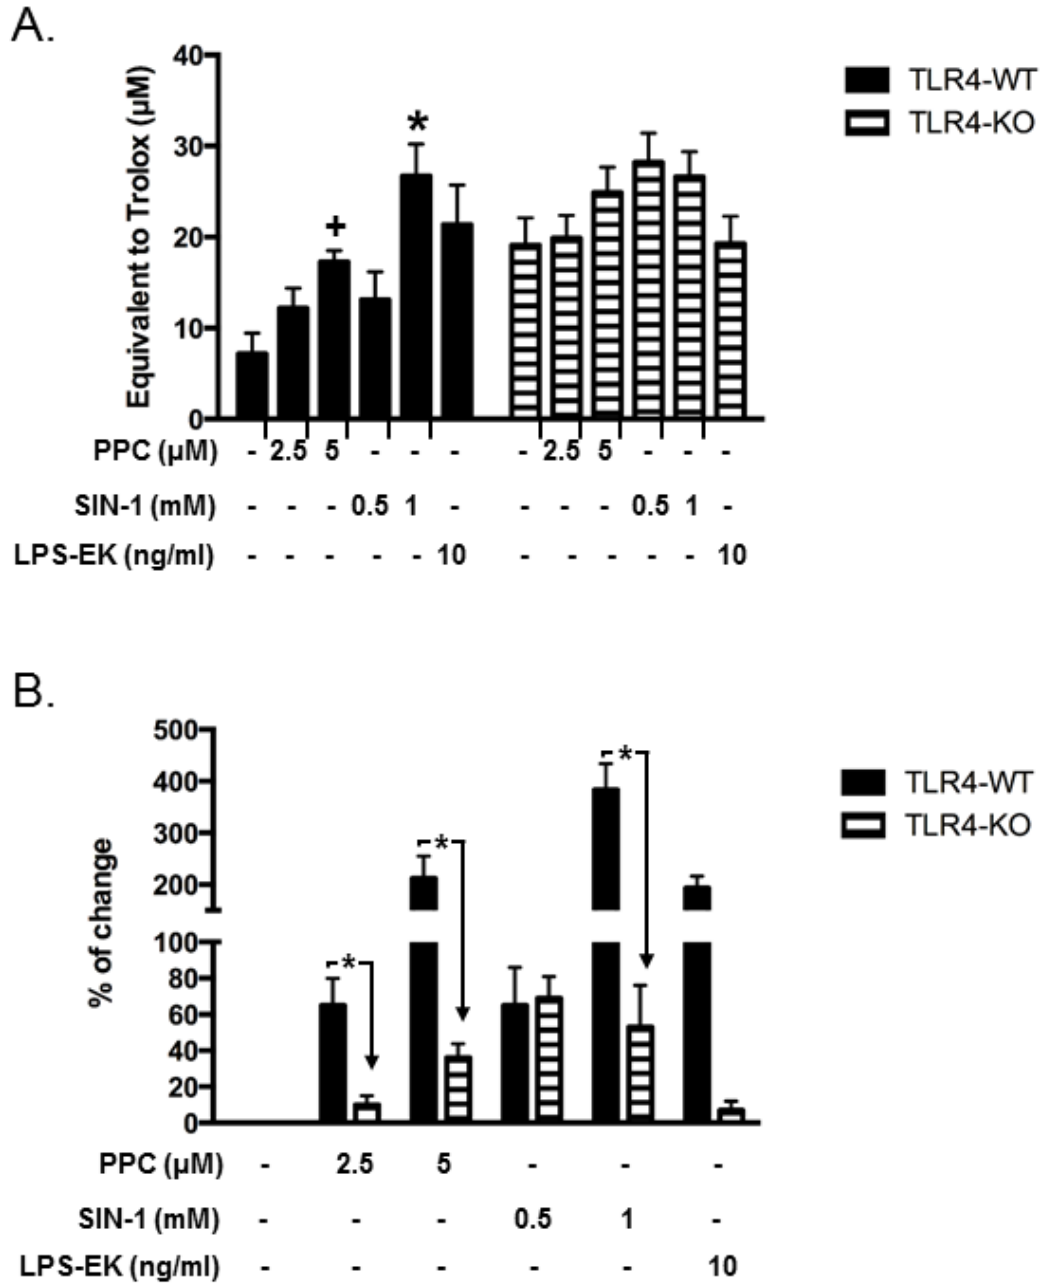 A.
Equivalent to Trolox (µM)
40
30
20
10
0
*
+
TLR4-WT
TLR4-KO
PPC (µM) - 2.5 5 - - - - 2.5 5 - - -
SIN-1 (mM) - - - 0.5 1 - - - - 0.5 1 -
LPS-EK (ng/ml) - - - - - 10 - - - - - 10
B.
% of change
500
400
300
200
100
80
60
40
20
0
*
*
*
TLR4-WT
TLR4-KO
PPC (µM) - 2.5 5 - - -
SIN-1 (mM) - - - 0.5 1 -
LPS-EK (ng/ml) - - - - - 10